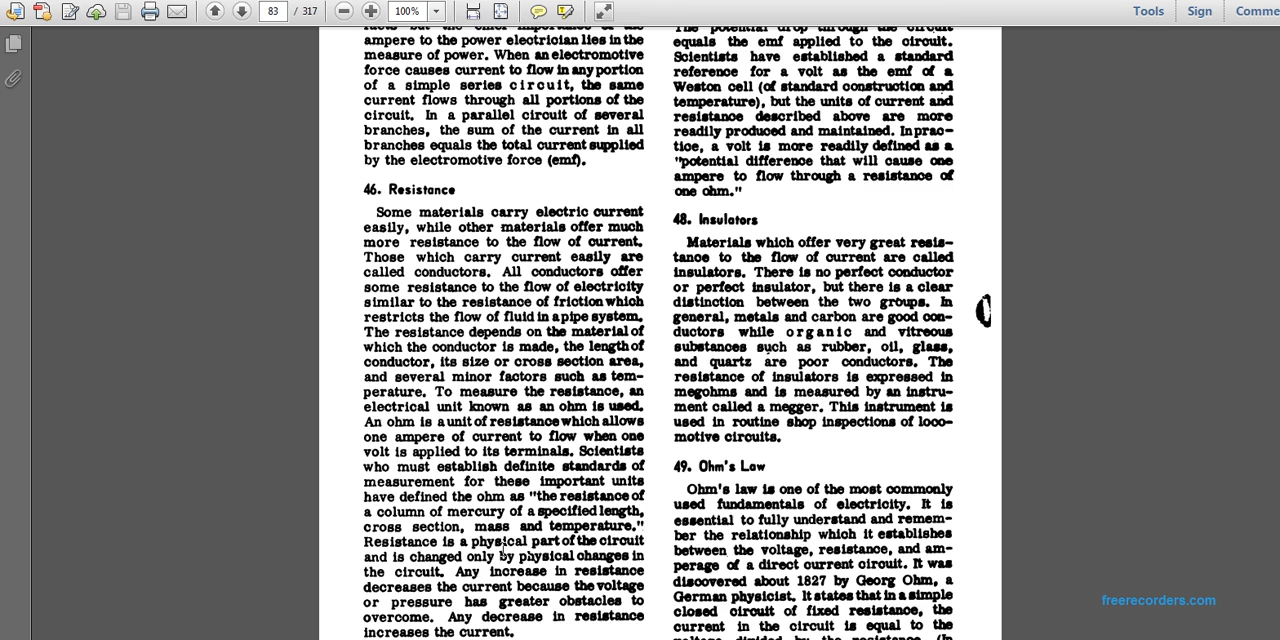 83 / 317
100%
Tools
Sign
Comme
ampere to the power electrician lies in the
measure of power. When an electromotive
force causes current to flow in any portion
of a simple series circuit, the same
current flows through all portions of the
circuit. In a parallel circuit of several
branches, the sum of the current in all
branches equals the total current supplied
by the electromotive force (emf).
46. Resistance
Some materials carry electric current
easily, while other materials offer much
more resistance to the flow of current.
Those which carry current easily are
called conductors. All conductors offer
some resistance to the flow of electricity
similar to the resistance of friction which
restricts the flow of fluid in a pipe system.
The resistance depends on the material of
which the conductor is made, the length of
conductor, its size or cross section area,
and several minor factors such as tem-
perature. To measure the resistance, an
electrical unit known as an ohm is used.
An ohm is a unit of resistance which allows
one ampere of current to flow when one
volt is applied to its terminals. Scientists
who must establish definite standards of
measurement for these important units
have defined the ohm as "the resistance of
a column of mercury of a specified length,
cross section, mass and temperature."
Resistance is a physical part of the circuit
and is changed only by physical changes in
the circuit. Any increase in resistance
decreases the current because the voltage
or pressure has greater obstacles to
overcome. Any decrease in resistance
increases the current.
The potential drop through the circuit
equals the emf applied to the circuit.
Scientists have established a standard
reference for a volt as the emf of a
Weston cell (of standard construction and
temperature), but the units of current and
resistance described above are more
readily produced and maintained. In prac-
tice, a volt is more readily defined as a
"potential difference that will cause one
ampere to flow through a resistance of
one ohm."
48. Insulators
Materials which offer very great resis-
tance to the flow of current are called
insulators. There is no perfect conductor
or perfect insulator, but there is a clear
distinction between the two groups. In
general, metals and carbon are good con-
ductors while organic and vitreous
substances such as rubber, oil, glass,
and quartz are poor conductors. The
resistance of insulators is expressed in
megohms and is measured by an instru-
ment called a megger. This instrument is
used in routine shop inspections of loco-
motive circuits.
49. Ohm's Law
Ohm's law is one of the most commonly
used fundamentals of electricity. It is
essential to fully understand and remem-
ber the relationship which it establishes
between the voltage, resistance, and am-
perage of a direct current circuit. It was
discovered about 1827 by Georg Ohm, a
German physicist. It states that in a simple
closed circuit of fixed resistance, the
current in the circuit is equal to the
voltage divided by the resistance. (In
freerecorders.com